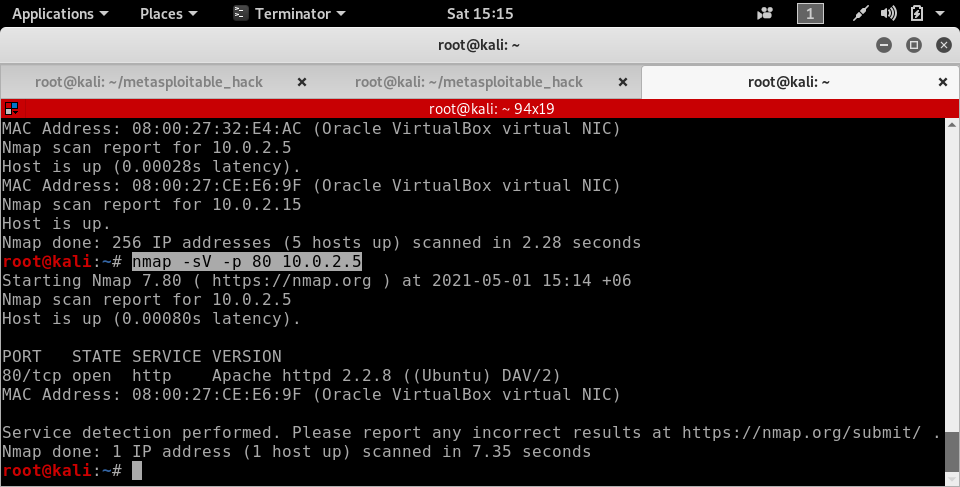 Applications Places Terminator Sat 15:15 1
root@kali: ~
root@kali: ~/metasploitable_hack root@kali: ~/metasploitable_hack root@kali: ~
root@kali: ~ 94x19
MAC Address: 08:00:27:32:E4:AC (Oracle VirtualBox virtual NIC)
Nmap scan report for 10.0.2.5
Host is up (0.00028s latency).
MAC Address: 08:00:27:CE:E6:9F (Oracle VirtualBox virtual NIC)
Nmap scan report for 10.0.2.15
Host is up.
Nmap done: 256 IP addresses (5 hosts up) scanned in 2.28 seconds
root@kali:~# nmap -sV -p 80 10.0.2.5
Starting Nmap 7.80 ( https://nmap.org ) at 2021-05-01 15:14 +06
Nmap scan report for 10.0.2.5
Host is up (0.00080s latency).
PORT   STATE SERVICE VERSION
80/tcp open  http    Apache httpd 2.2.8 ((Ubuntu) DAV/2)
MAC Address: 08:00:27:CE:E6:9F (Oracle VirtualBox virtual NIC)
Service detection performed. Please report any incorrect results at https://nmap.org/submit/ .
Nmap done: 1 IP address (1 host up) scanned in 7.35 seconds
root@kali:~#